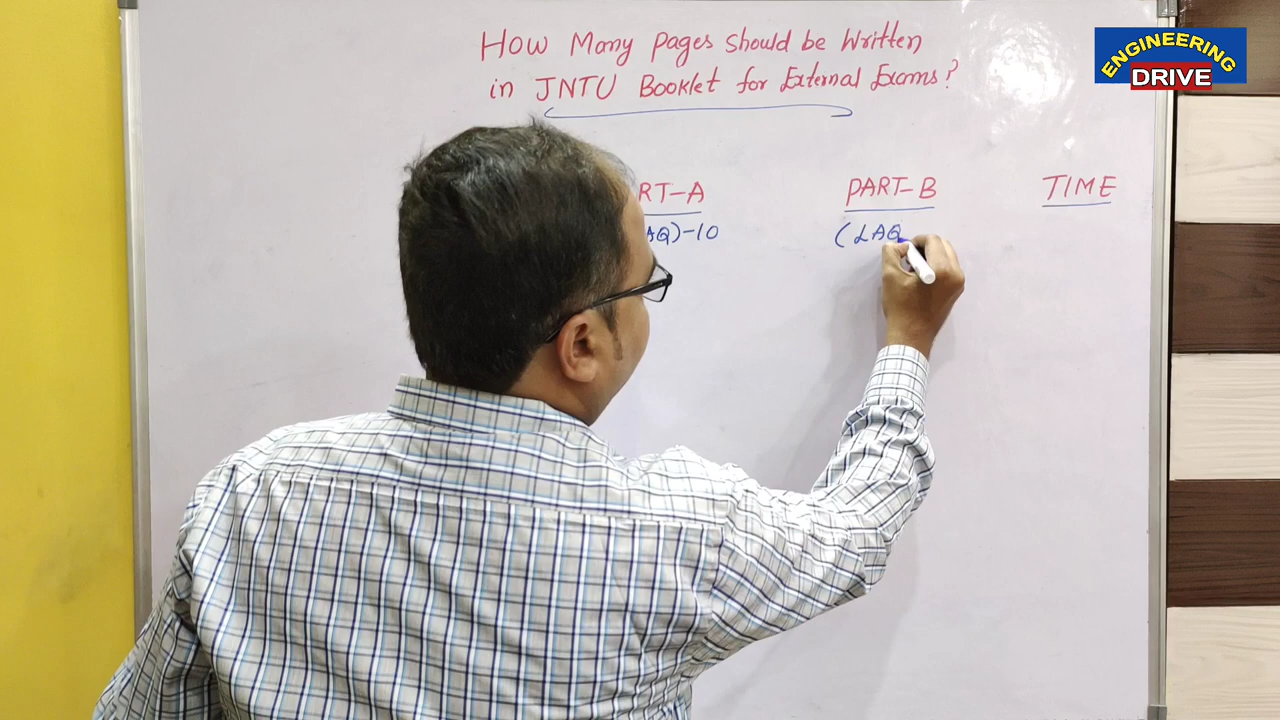 ENGINEERING
DRIVE
How Many Pages Should be Written
in JNTU Booklet for External Exams?
RT-A PART-B TIME
AQ)-10 (LAQ